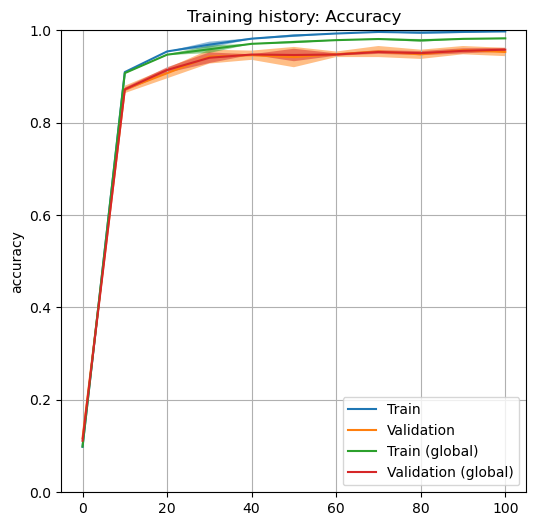 Training history: Accuracy
accuracy
1.0
0.8
0.6
0.4
0.2
0.0
0
20
40
60
80
100
Train
Validation
Train (global)
Validation (global)